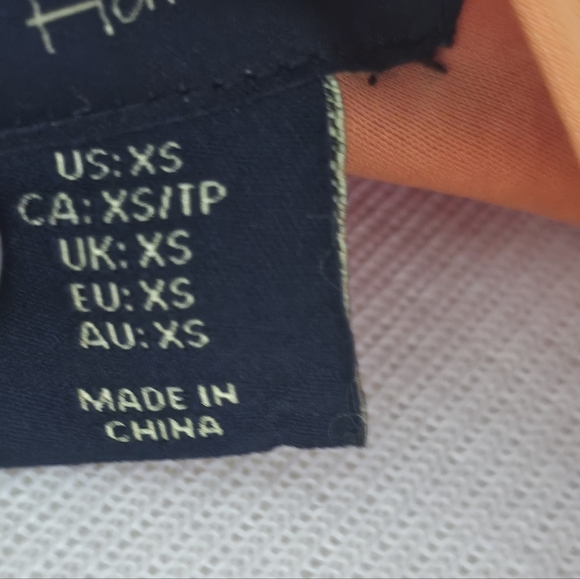 US: XS
CA: XS/TP
UK: XS
EU: XS
AU: XS
MADE IN
CHINA